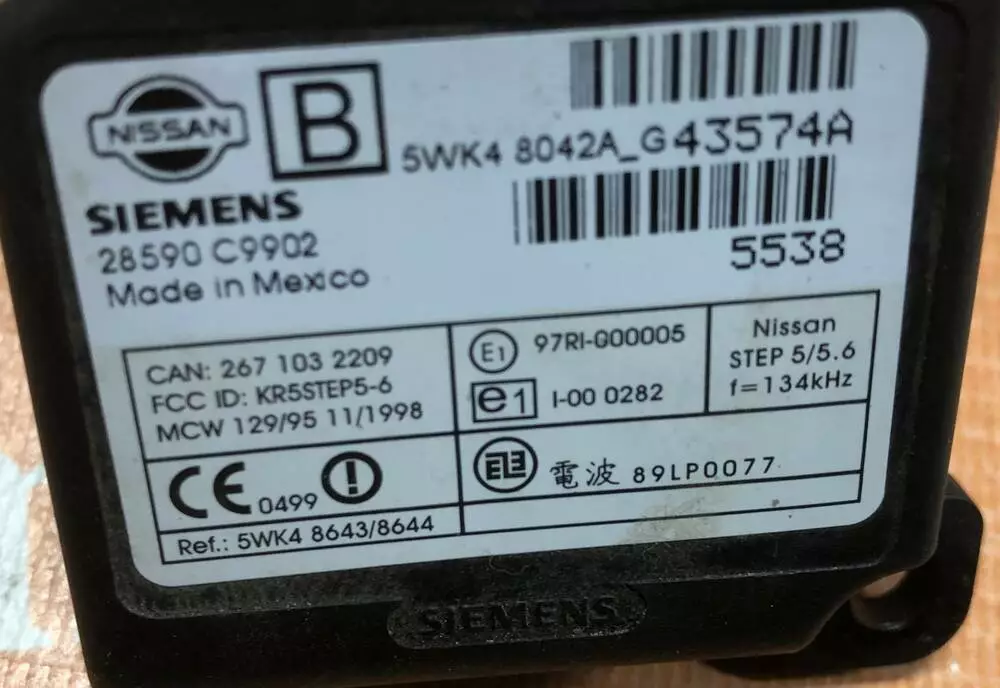 NISSAN
B
5WK4 8042A_G43574A
SIEMENS
28590 C9902
Made in Mexico
5538
CAN: 267 103 2209
FCC ID: KR5STEP5-6
MCW 129/95 11/1998
E1 97RI-000005
e1 I-00 0282
Nissan
STEP 5/5.6
f=134kHz
CE 0499
電波 89LP0077
Ref.: 5WK4 8643/8644
SIEMENS